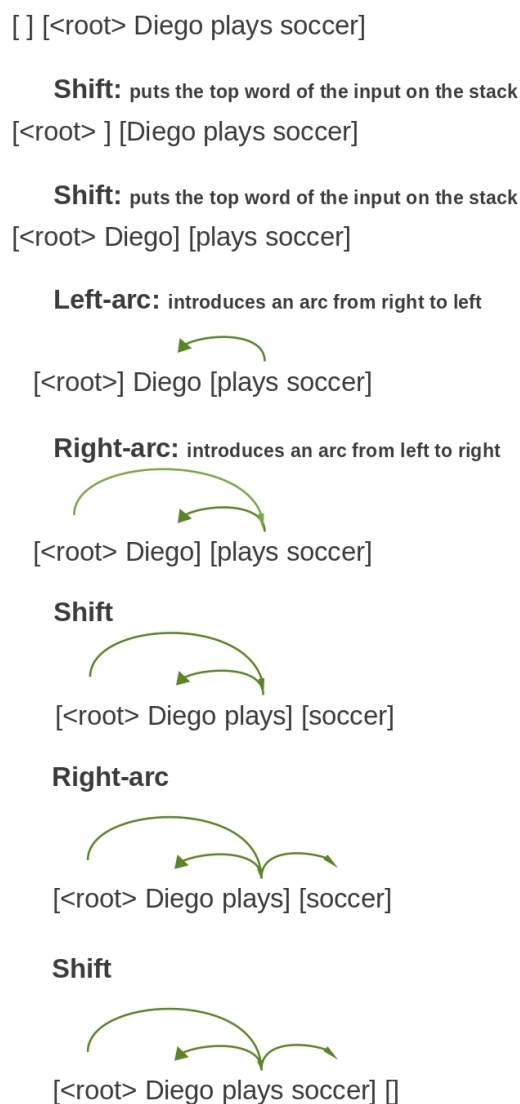 [ ] [<root> Diego plays soccer]
Shift: puts the top word of the input on the stack
[<root> ] [Diego plays soccer]
Shift: puts the top word of the input on the stack
[<root> Diego] [plays soccer]
Left-arc: introduces an arc from right to left
[<root>] Diego [plays soccer]
Right-arc: introduces an arc from left to right
[<root> Diego] [plays soccer]
Shift
[<root> Diego plays] [soccer]
Right-arc
[<root> Diego plays] [soccer]
Shift
[<root> Diego plays soccer] []